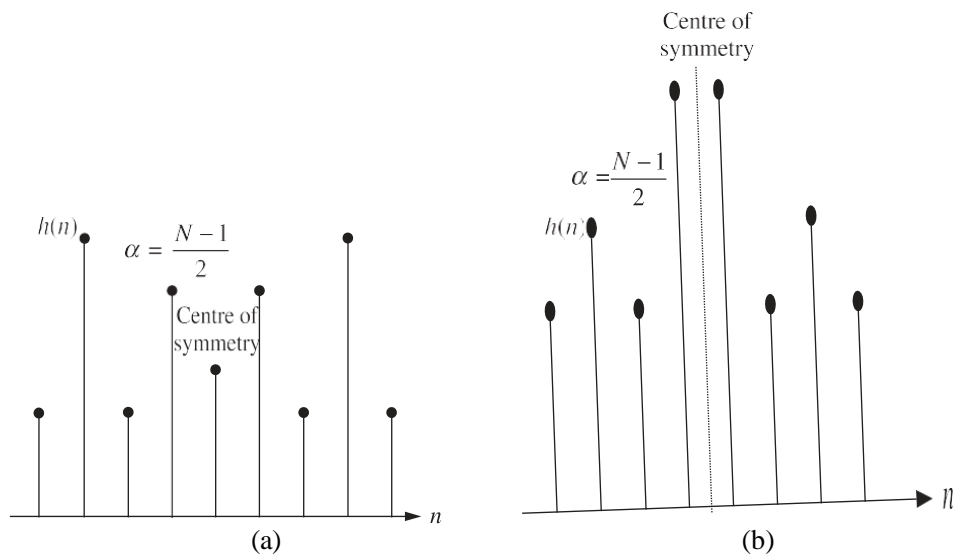 h(n)
α = N − 1 / 2
Centre of
symmetry
n
(a)
Centre of
symmetry
α = N − 1 / 2
h(n)
n
(b)